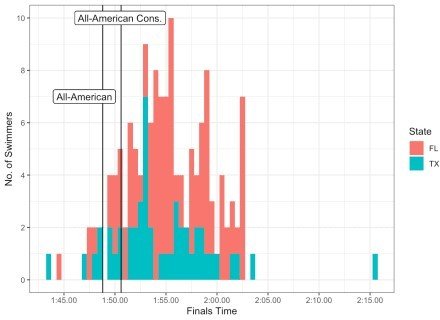 All-American Cons.
All-American
No. of Swimmers
10
8
6
4
2
0
1:45.00 1:50.00 1:55.00 2:00.00 2:05.00 2:10.00 2:15.00
Finals Time
State
FL
TX